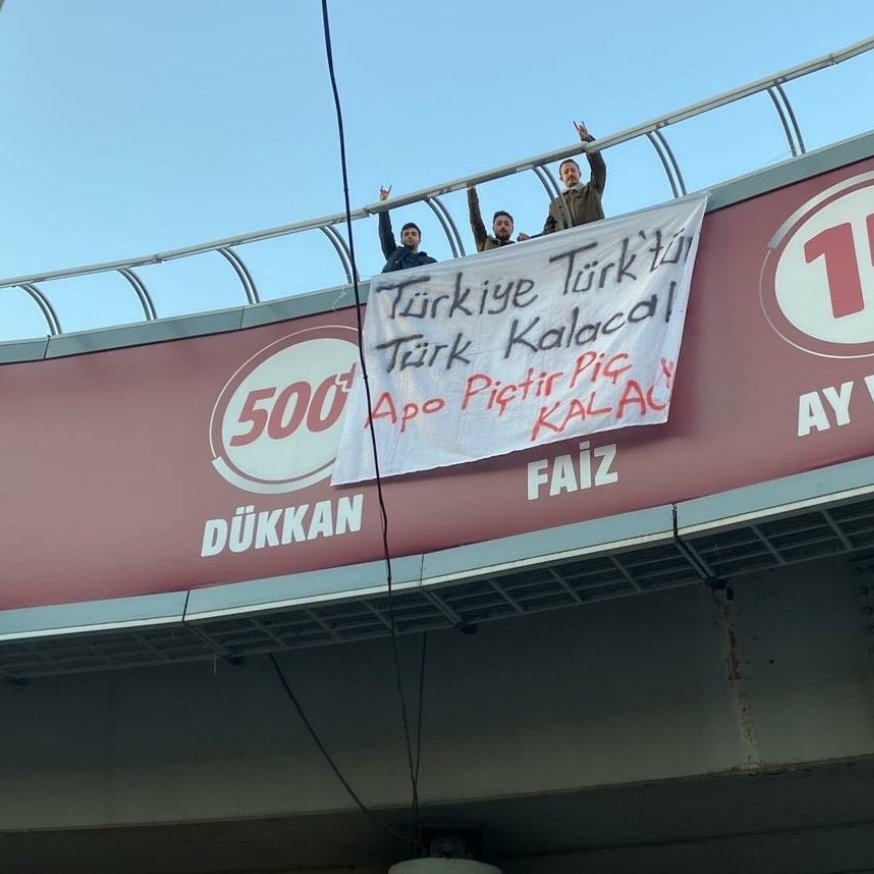 Türkiye Türk'tür
Türk Kalacak
Apo Piçtir Piç
KALACAK
500+
DÜKKAN
FAİZ
AY